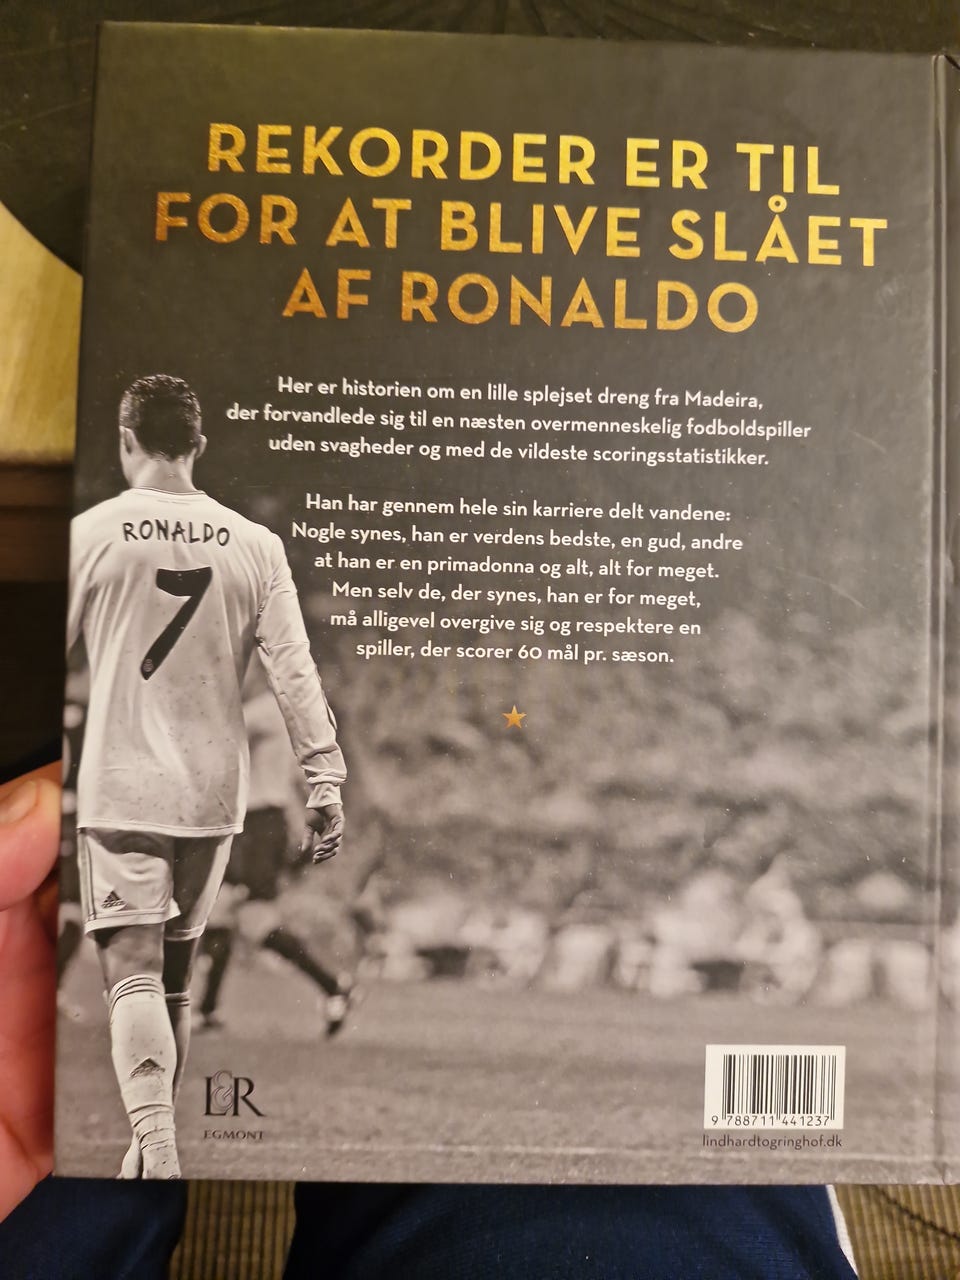 REKORDER ER TIL
FOR AT BLIVE SLÅET
AF RONALDO
Her er historien om en lille splejset dreng fra Madeira,
der forvandlede sig til en næsten overmenneskelig fodboldspiller
uden svagheder og med de vildeste scoringsstatistikker.
Han har gennem hele sin karriere delt vandene:
Nogle synes, han er verdens bedste, en gud, andre
at han er en primadonna og alt, alt for meget.
Men selv de, der synes, han er for meget,
må alligevel overgive sig og respektere en
spiller, der scorer 60 mål pr. sæson.
RONALDO
7
adidas
L&R
EGMONT
9 788711 441237
lindhardtogringhof.dk